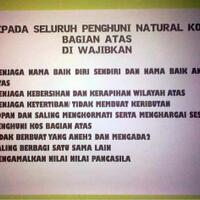 EPADA SELURUH PENGHUNI NATURAL KO
BAGIAN ATAS
DI WAJIBKAN
ENJAGA NAMA BAIK DIRI SENDIRI DAN NAMA BAIK
TAS
ENJAGA KEBERSIHAN DAN KERAPIHAN WILAYAH ATAS
ENJAGA KETERTIBAN TIDAK MEMBUAT KERIBUTAN
OPAN DAN SALING MENGHORMATI SERTA MENGHARGAI SES
ENGHUNI KOS BAGIAN ATAS
IDAK BERBUAT YANG ANEH2 DAN MENGADA2
ALING BERBAGI SATU SAMA LAIN
ENGAMALKAN NILAI NILAI PANCASILA